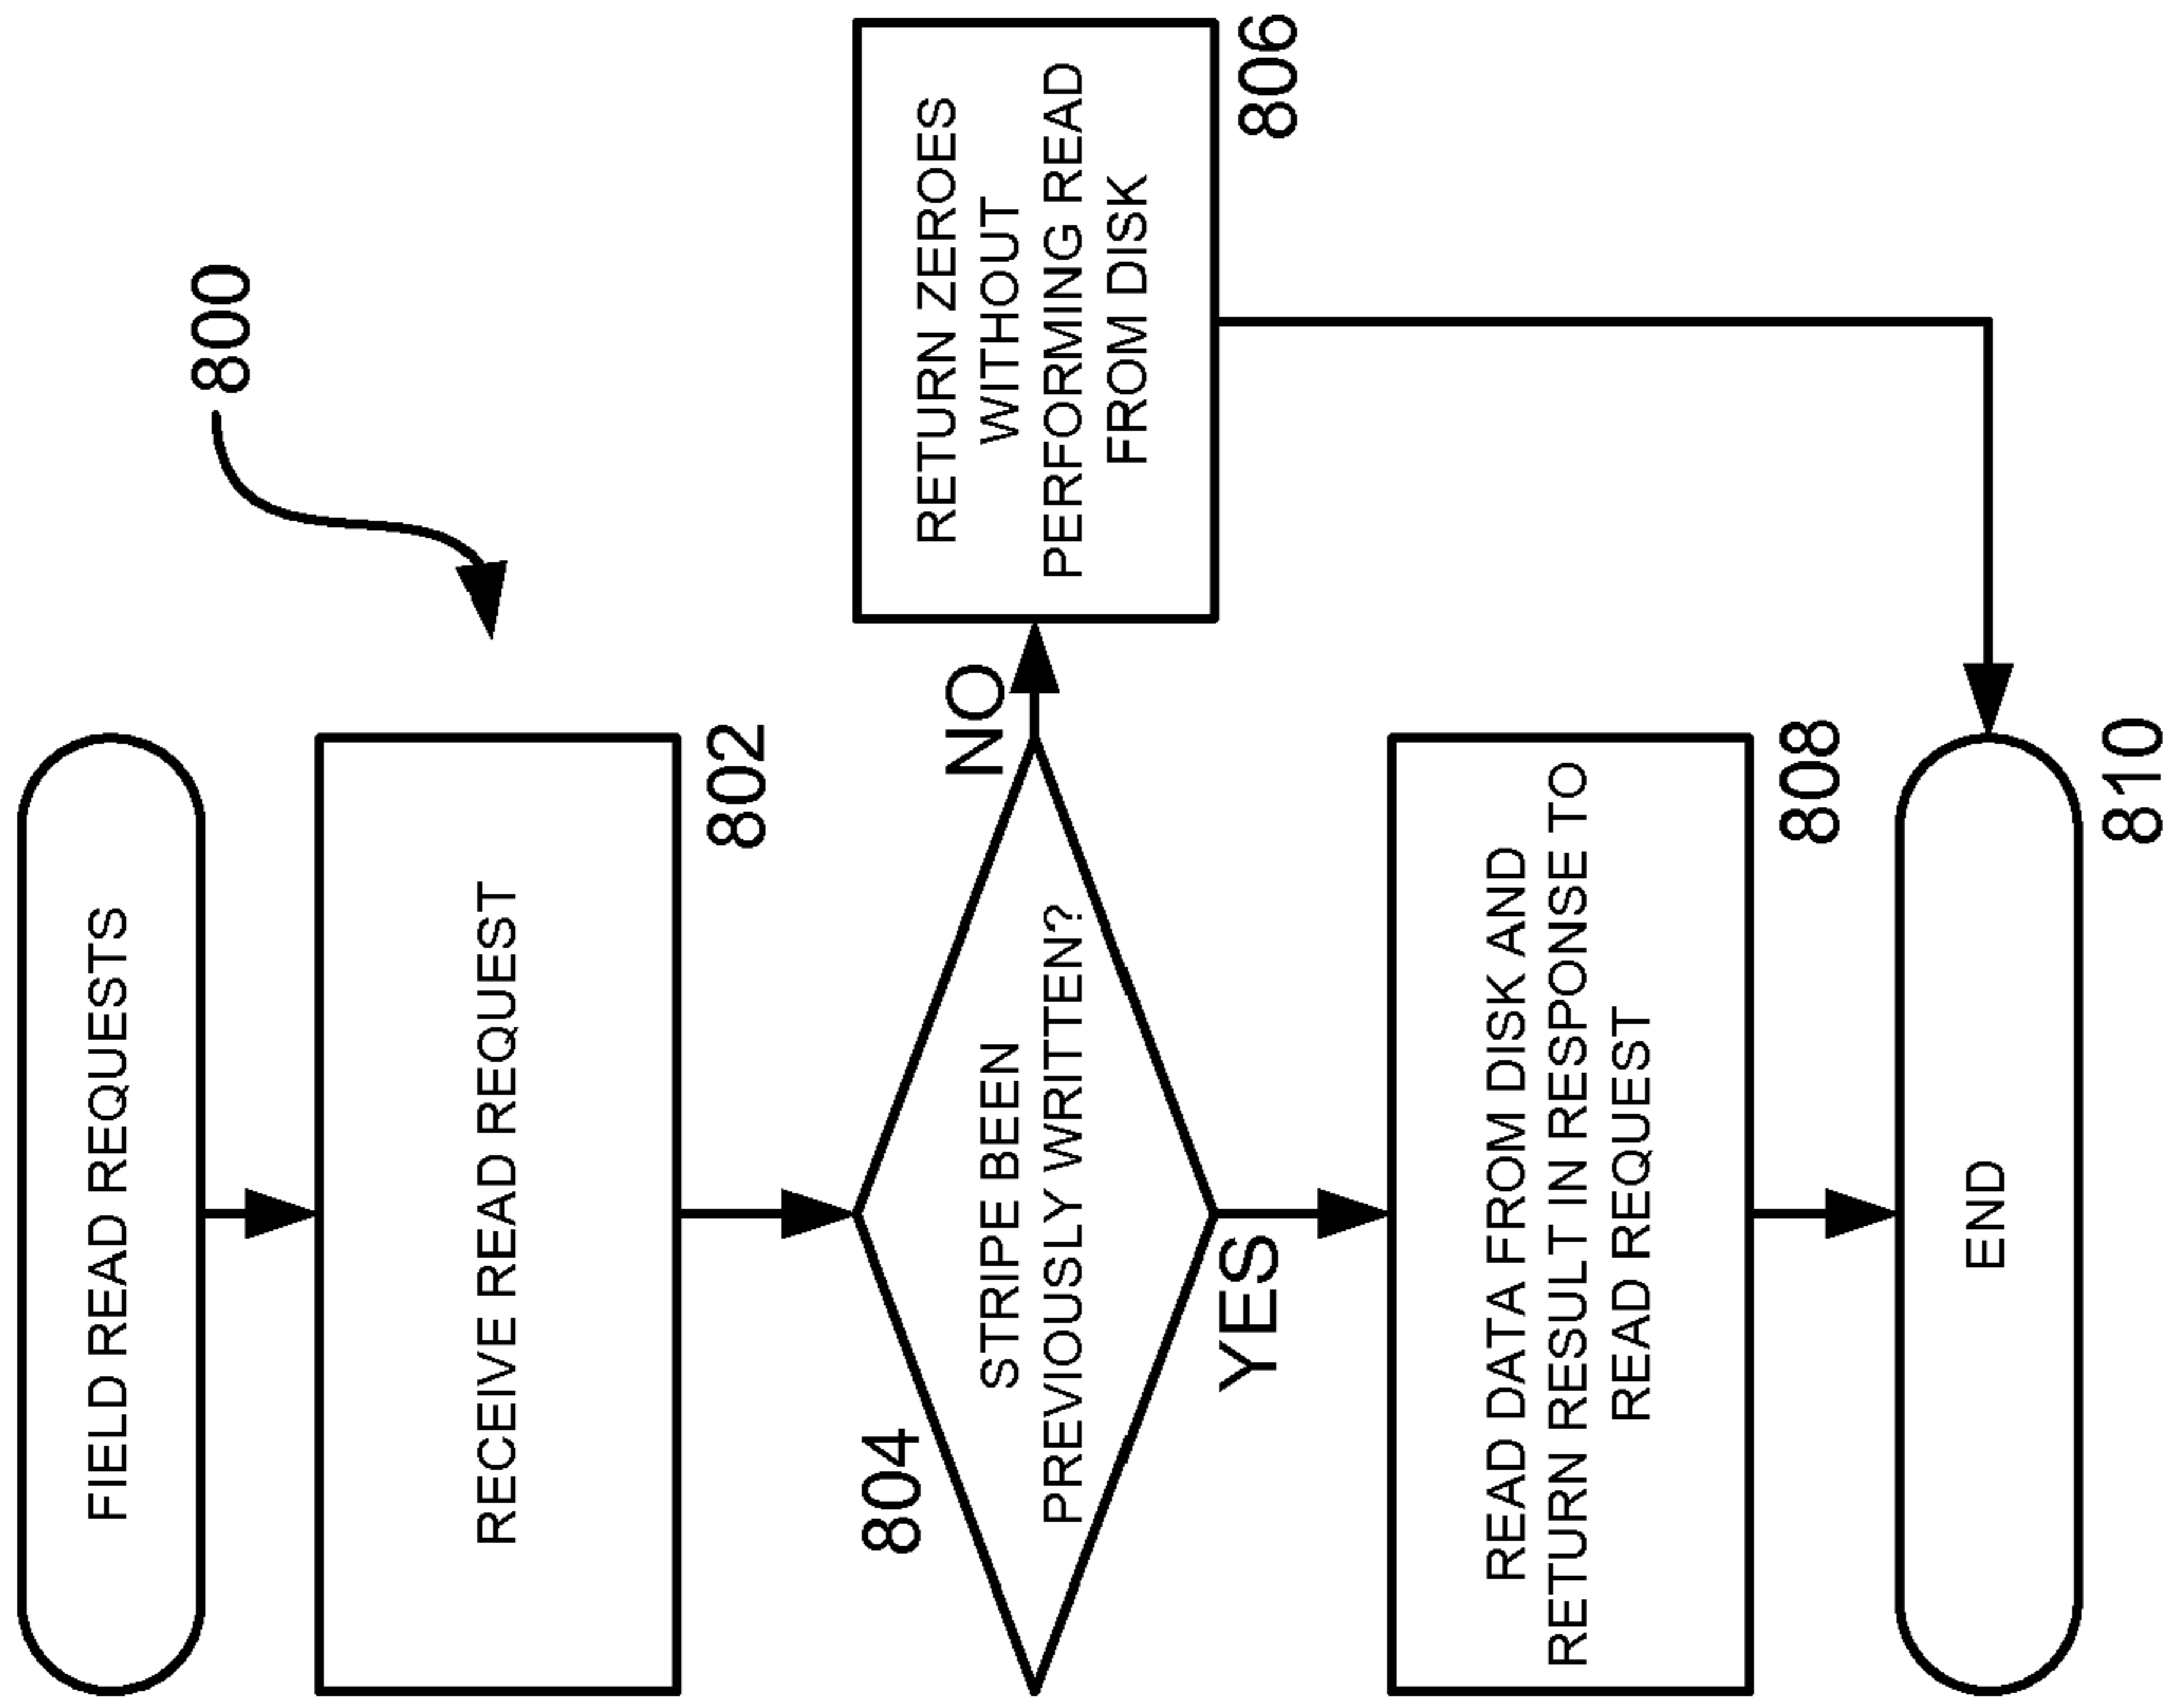 800
FIELD READ REQUESTS
RECEIVE READ REQUEST
802
804
STRIPE BEEN
PREVIOUSLY WRITTEN?
NO
RETURN ZEROES
WITHOUT
PERFORMING READ
FROM DISK
806
YES
READ DATA FROM DISK AND
RETURN RESULT IN RESPONSE TO
READ REQUEST
808
END
810